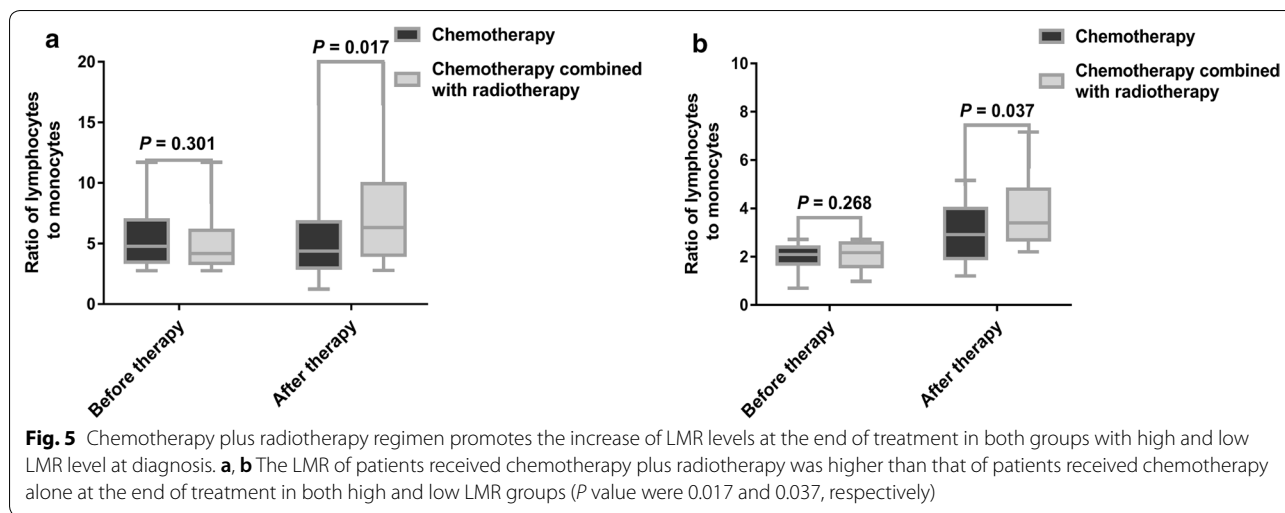 a
P = 0.017
Chemotherapy
Chemotherapy combined
with radiotherapy
Ratio of lymphocytes
to monocytes
20
15
10
5
0
P = 0.301
Before therapy
After therapy
b
Chemotherapy
Chemotherapy combined
with radiotherapy
Ratio of lymphocytes
to monocytes
10
8
6
4
2
0
P = 0.268
P = 0.037
Before therapy
After therapy
Fig. 5 Chemotherapy plus radiotherapy regimen promotes the increase of LMR levels at the end of treatment in both groups with high and low
LMR level at diagnosis. a, b The LMR of patients received chemotherapy plus radiotherapy was higher than that of patients received chemotherapy
alone at the end of treatment in both high and low LMR groups (P value were 0.017 and 0.037, respectively)